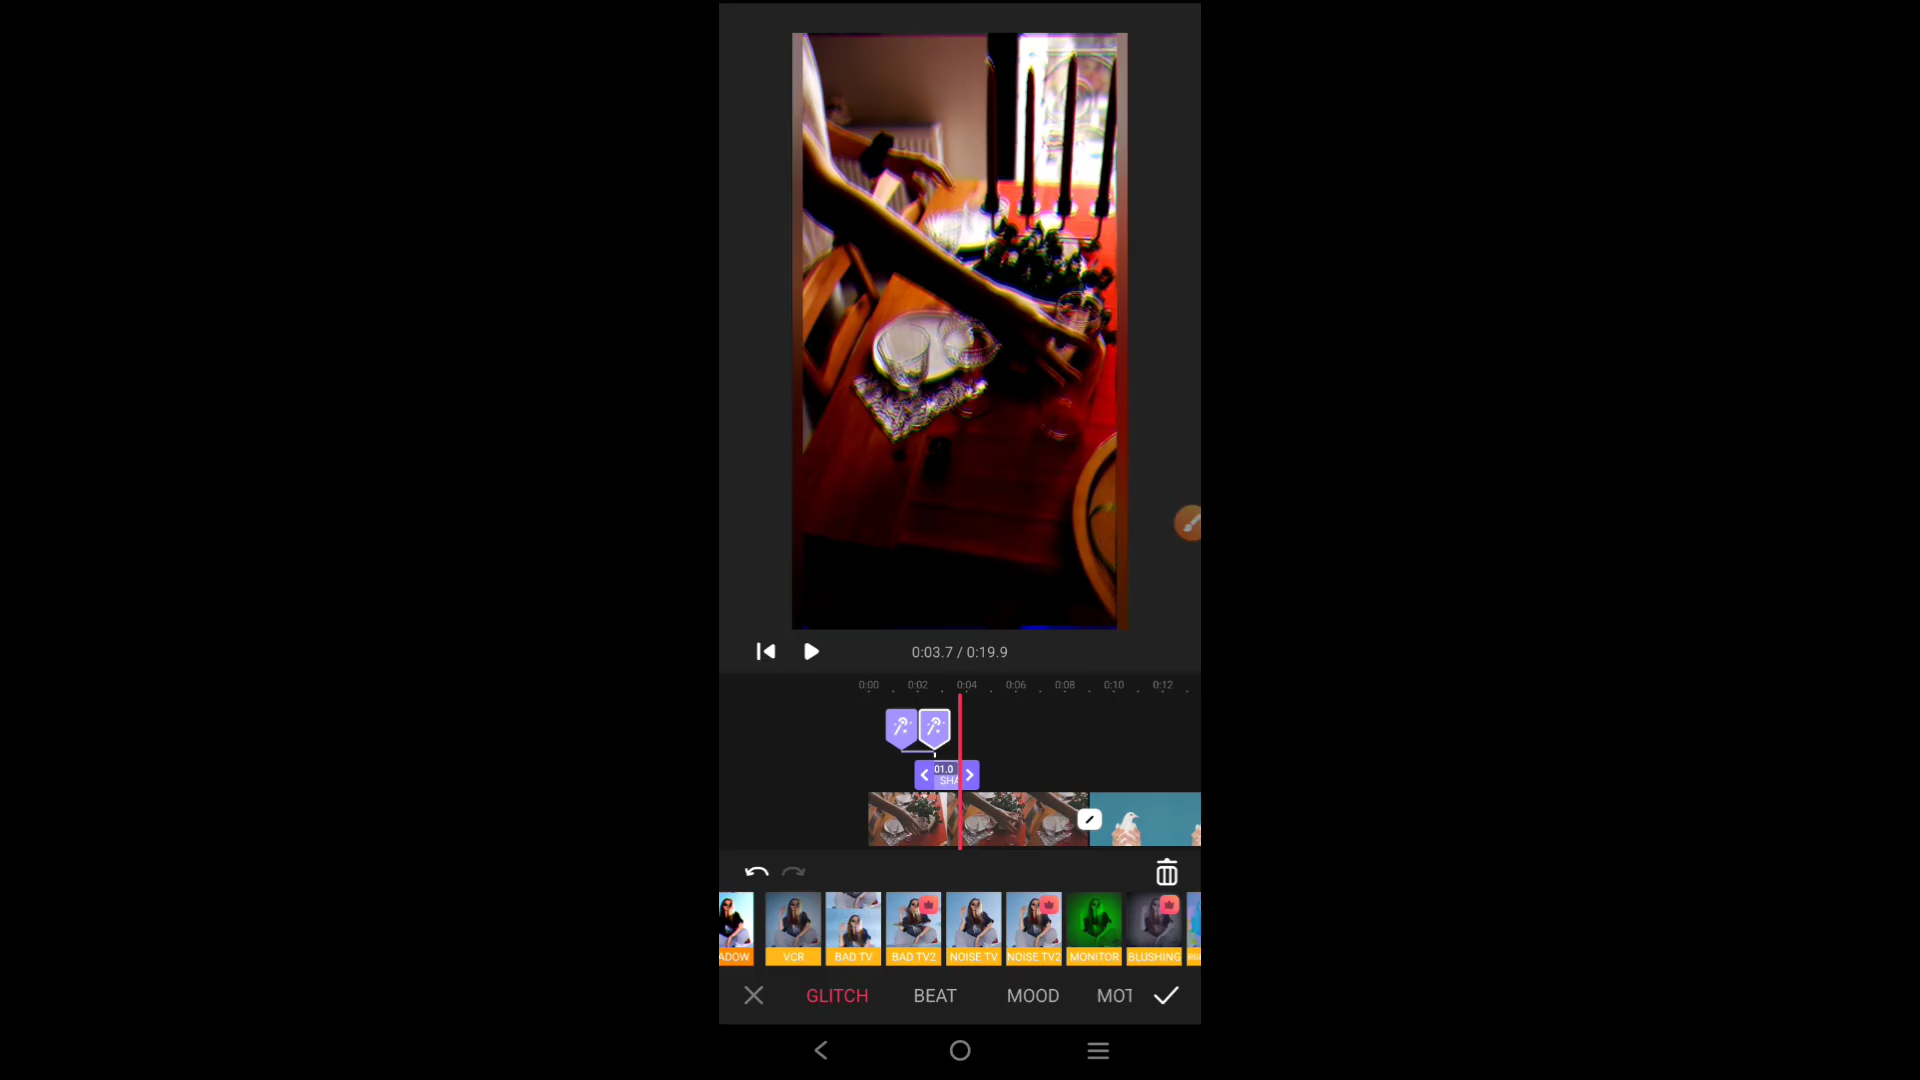 0:03.7 / 0:19.9
0:00 0:02 0:04 0:06 0:08 0:10 0:12
01.0
SHA
ADOW VCR BAD TV BAD TV2 NOISE TV NOISE TV2 MONITOR BLUSHING
GLITCH BEAT MOOD MOT